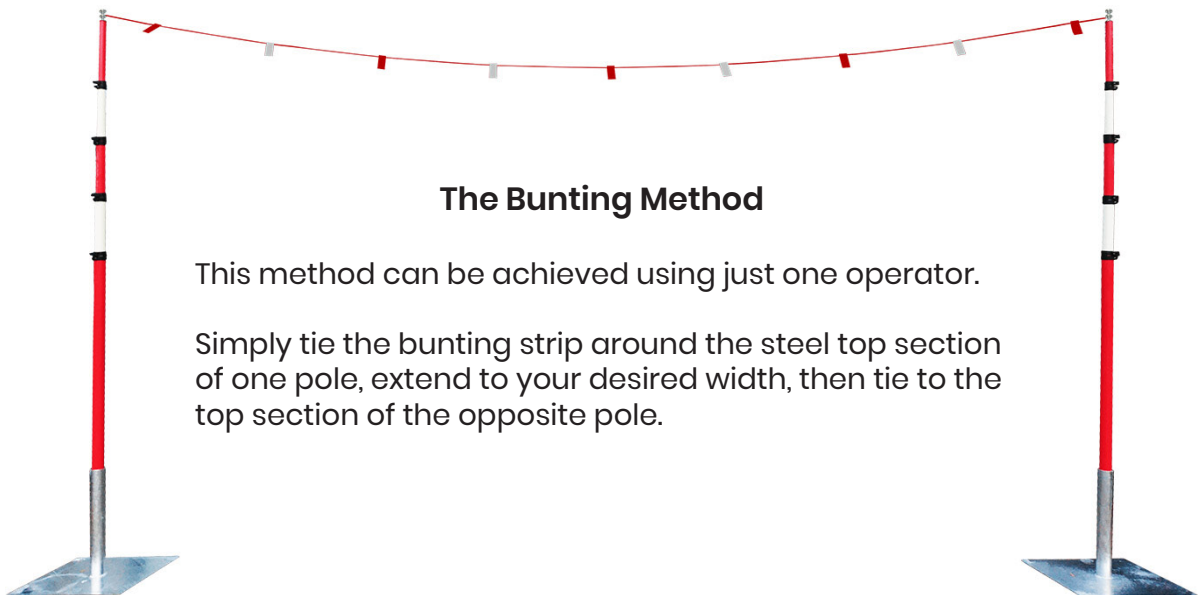 The Bunting Method
This method can be achieved using just one operator.
Simply tie the bunting strip around the steel top section
of one pole, extend to your desired width, then tie to the
top section of the opposite pole.